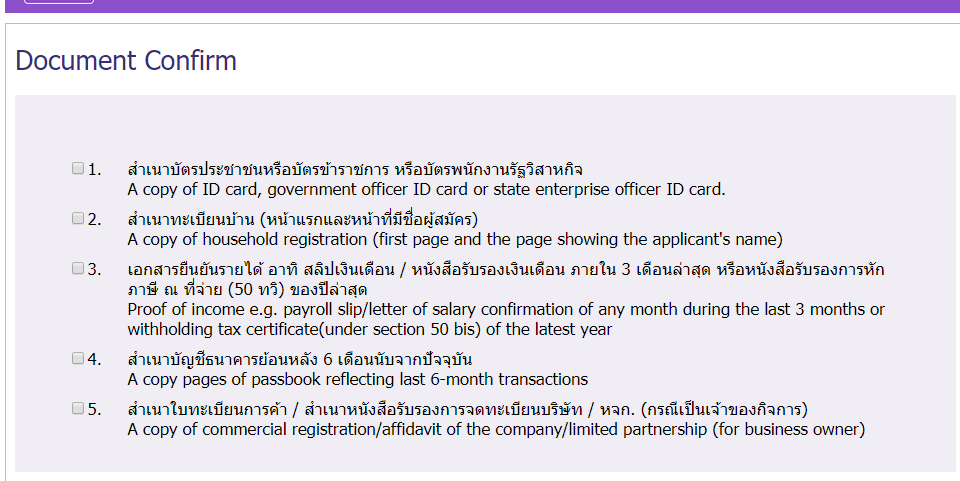 Document Confirm
1. สำเนาบัตรประชาชนหรือบัตรข้าราชการ หรือบัตรพนักงานรัฐวิสาหกิจ
A copy of ID card, government officer ID card or state enterprise officer ID card.
2. สำเนาทะเบียนบ้าน (หน้าแรกและหน้าที่มีชื่อผู้สมัคร)
A copy of household registration (first page and the page showing the applicant's name)
3. เอกสารยืนยันรายได้ อาทิ สลิปเงินเดือน / หนังสือรับรองเงินเดือน ภายใน 3 เดือนล่าสุด หรือหนังสือรับรองการหัก
ภาษี ณ ที่จ่าย (50 ทวิ) ของปีล่าสุด
Proof of income e.g. payroll slip/letter of salary confirmation of any month during the last 3 months or
withholding tax certificate(under section 50 bis) of the latest year
4. สำเนาบัญชีธนาคารย้อนหลัง 6 เดือนนับจากปัจจุบัน
A copy pages of passbook reflecting last 6-month transactions
5. สำเนาใบทะเบียนการค้า / สำเนาหนังสือรับรองการจดทะเบียนบริษัท / หจก. (กรณีเป็นเจ้าของกิจการ)
A copy of commercial registration/affidavit of the company/limited partnership (for business owner)